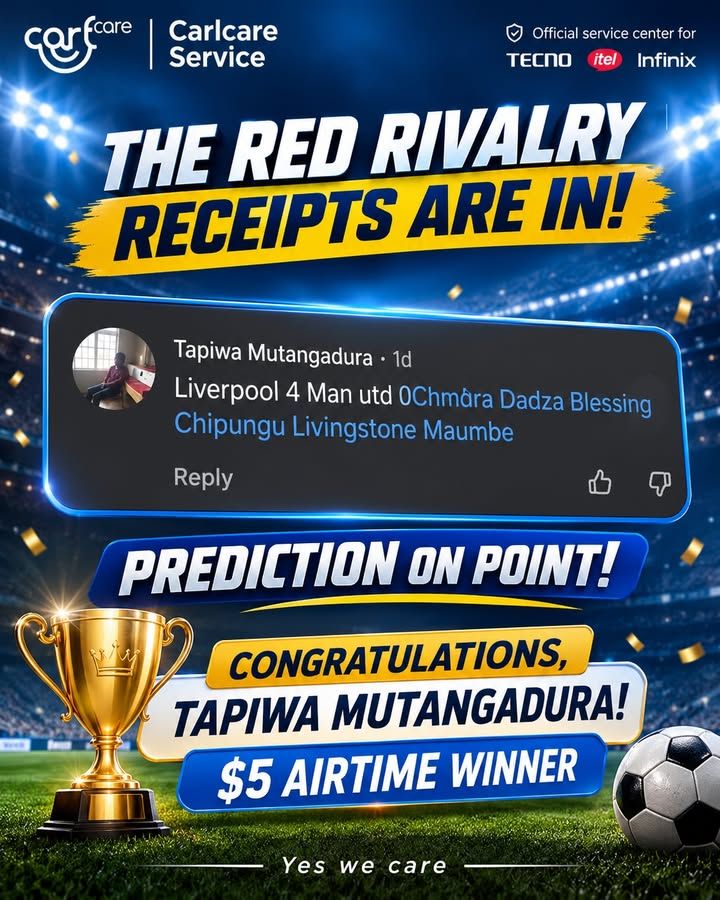 carlcare
Carlcare
Service
Official service center for
TECNO itel Infinix
THE RED RIVALRY
RECEIPTS ARE IN!
Tapiwa Mutangadura · 1d
Liverpool 4 Man utd 0Chmara Dadza Blessing
Chipungu Livingstone Maumbe
Reply
PREDICTION ON POINT!
CONGRATULATIONS,
TAPIWA MUTANGADURA!
$5 AIRTIME WINNER
Yes we care